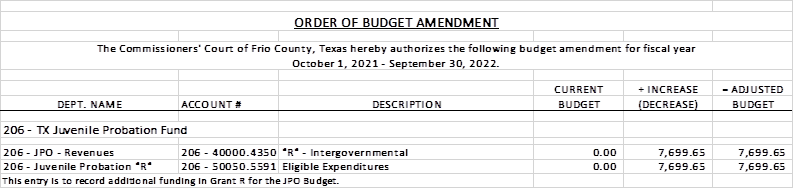 ORDER OF BUDGET AMENDMENT
The Commissioners' Court of Frio County, Texas hereby authorizes the following budget amendment for fiscal year
October 1, 2021 - September 30, 2022.
CURRENT + INCREASE = ADJUSTED
DEPT. NAME ACCOUNT # DESCRIPTION BUDGET (DECREASE) BUDGET
206 - TX Juvenile Probation Fund
206 - JPO - Revenues 206 - 40000.4350 "R" - Intergovernmental 0.00 7,699.65 7,699.65
206 - Juvenile Probation "R" 206 - 50050.5591 Eligible Expenditures 0.00 7,699.65 7,699.65
This entry is to record additional funding in Grant R for the JPO Budget.